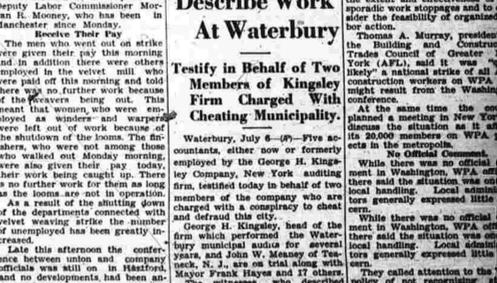 Deputy Labor Commissioner Mor-
an R. Mooney, who has been in
Manchester since Monday.
Receive Their Pay
The men who went out on strike
were given their pay this morning
and in addition there were others
employed in the velvet mill who
were paid off this morning and told
there was no further work because
of the weavers being out. This
meant that women, who were em-
ployed as winders and warpers
were left out of work because of
the shutdown of the looms. The fin-
ishers, who were not among those
who walked out Monday morning,
were also given their pay today,
their work being caught up. There
is no further work for them as long
as the looms are not in operation.
As a result of the shutting down
of the departments connected with
velvet weaving strike the number
of unemployed has been greatly in-
creased.
Late this afternoon the confer-
ence between union and company
officials was still on in Hartford,
and no developments had been an-
Describe Work
At Waterbury
Testify in Behalf of Two
Members of Kingsley
Firm Charged With
Cheating Municipality.
Waterbury, July 6—(AP)—Five ac-
countants, either now or formerly
employed by the George H. Kings-
ley Company, New York auditing
firm, testified today in behalf of two
members of the company who are
charged with a conspiracy to cheat
and defraud this city.
George H. Kingsley, head of the
firm which performed the Water-
bury municipal audits for several
years, and John W. Meaney of Tea-
neck, N. J., are on trial along with
Mayor Frank Hayes and 17 others.
The witnesses who described
sporadic work stoppages and to
sider the feasibility of organized
bor action.
Thomas A. Murray, president
the Building and Construc
Trades Council of Greater
York (AFL), said it was
likely" a national strike of all
construction workers on WPA
might result from the Washin
conference.
At the same time the
planned a meeting in New York
discuss the situation as it a
its 20,000 members on WPA
ects in the metropolis.
No Official Comment.
While there was no official
ment in Washington, WPA off
there said the situation was on
local handling. Local admini
tors generally expressed little
cern.
While there was no official
ment in Washington, WPA off
there said the situation was on
local handling. Local admini
tors generally expressed little
cern.
They called attention to the